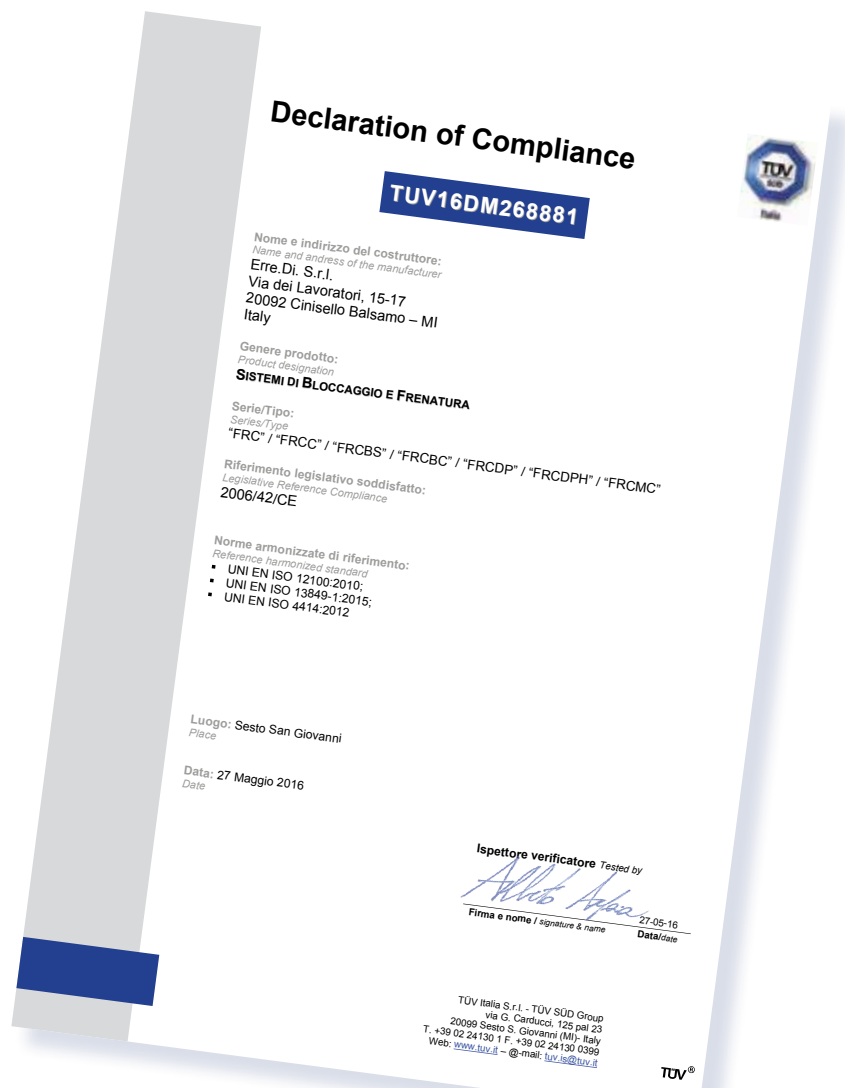 Declaration of Compliance
TÜV
SÜD
Italia
TUV16DM268881
Nome e indirizzo del costruttore:
Name and andress of the manufacturer
Erre.Di. S.r.l.
Via dei Lavoratori, 15-17
20092 Cinisello Balsamo – MI
Italy
Genere prodotto:
Product designation
SISTEMI DI BLOCCAGGIO E FRENATURA
Serie/Tipo:
Series/Type
“FRC” / “FRCC” / “FRCBS” / “FRCBC” / “FRCDP” / “FRCDPH” / “FRCMC”
Riferimento legislativo soddisfatto:
Legislative Reference Compliance
2006/42/CE
Norme armonizzate di riferimento:
Reference harmonized standard
▪ UNI EN ISO 12100:2010;
▪ UNI EN ISO 13849-1:2015;
▪ UNI EN ISO 4414:2012
Luogo: Sesto San Giovanni
Place
Data: 27 Maggio 2016
Date
Ispettore verificatore Tested by
27-05-16
Firma e nome / signature & name Data/date
TÜV Italia S.r.l. - TÜV SÜD Group
via G. Carducci, 125 pal 23
20099 Sesto S. Giovanni (MI)- Italy
T. +39 02 24130 1 F. +39 02 24130 0399
Web: www.tuv.it – @-mail: tuv.is@tuv.it
TÜV®